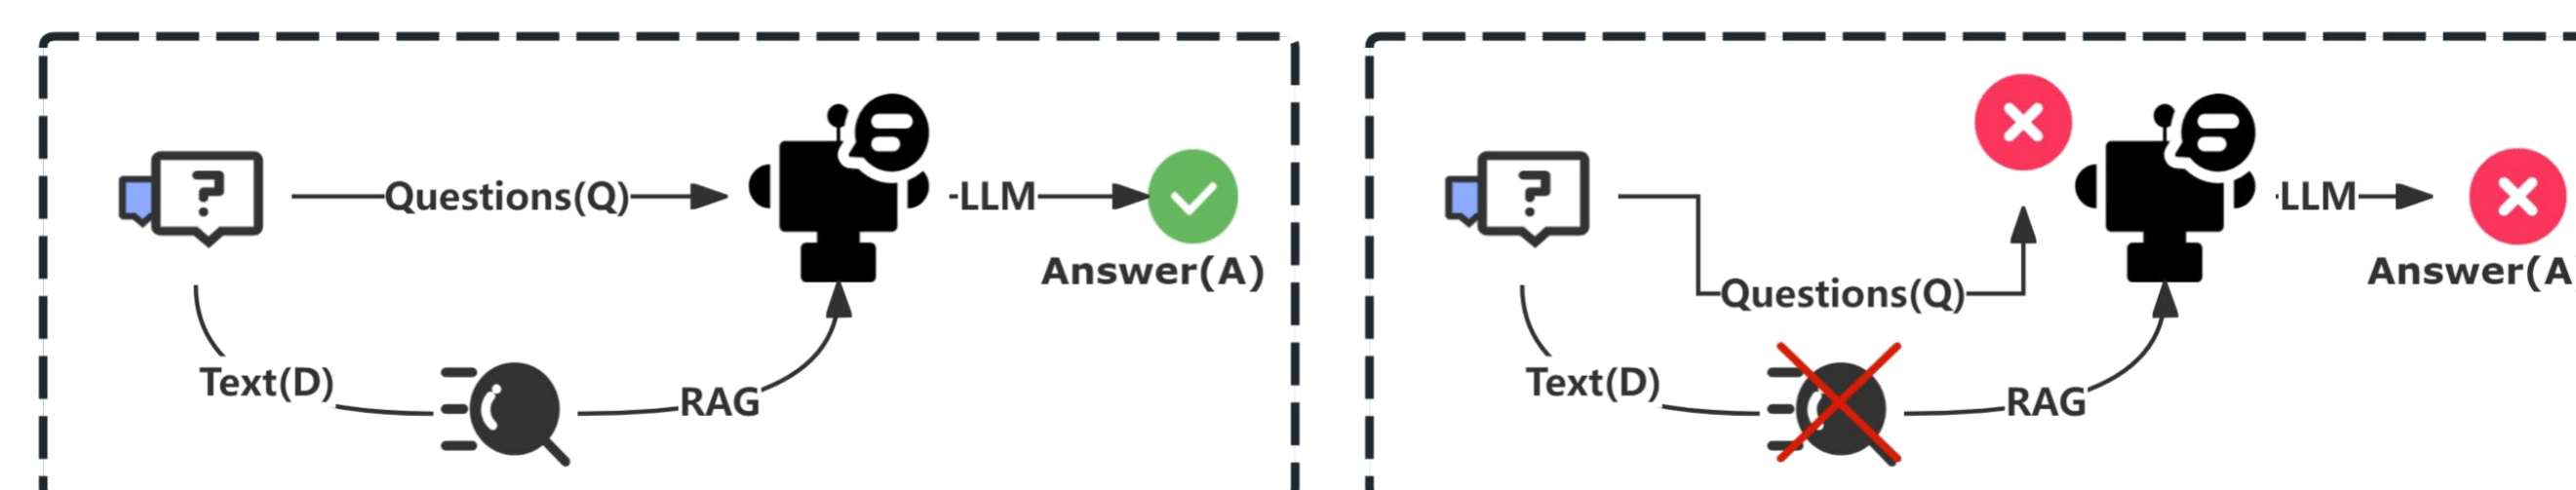 Questions(Q)
LLM
Answer(A)
Text(D)
RAG
Questions(Q)
LLM
Answer(A
Text(D)
RAG